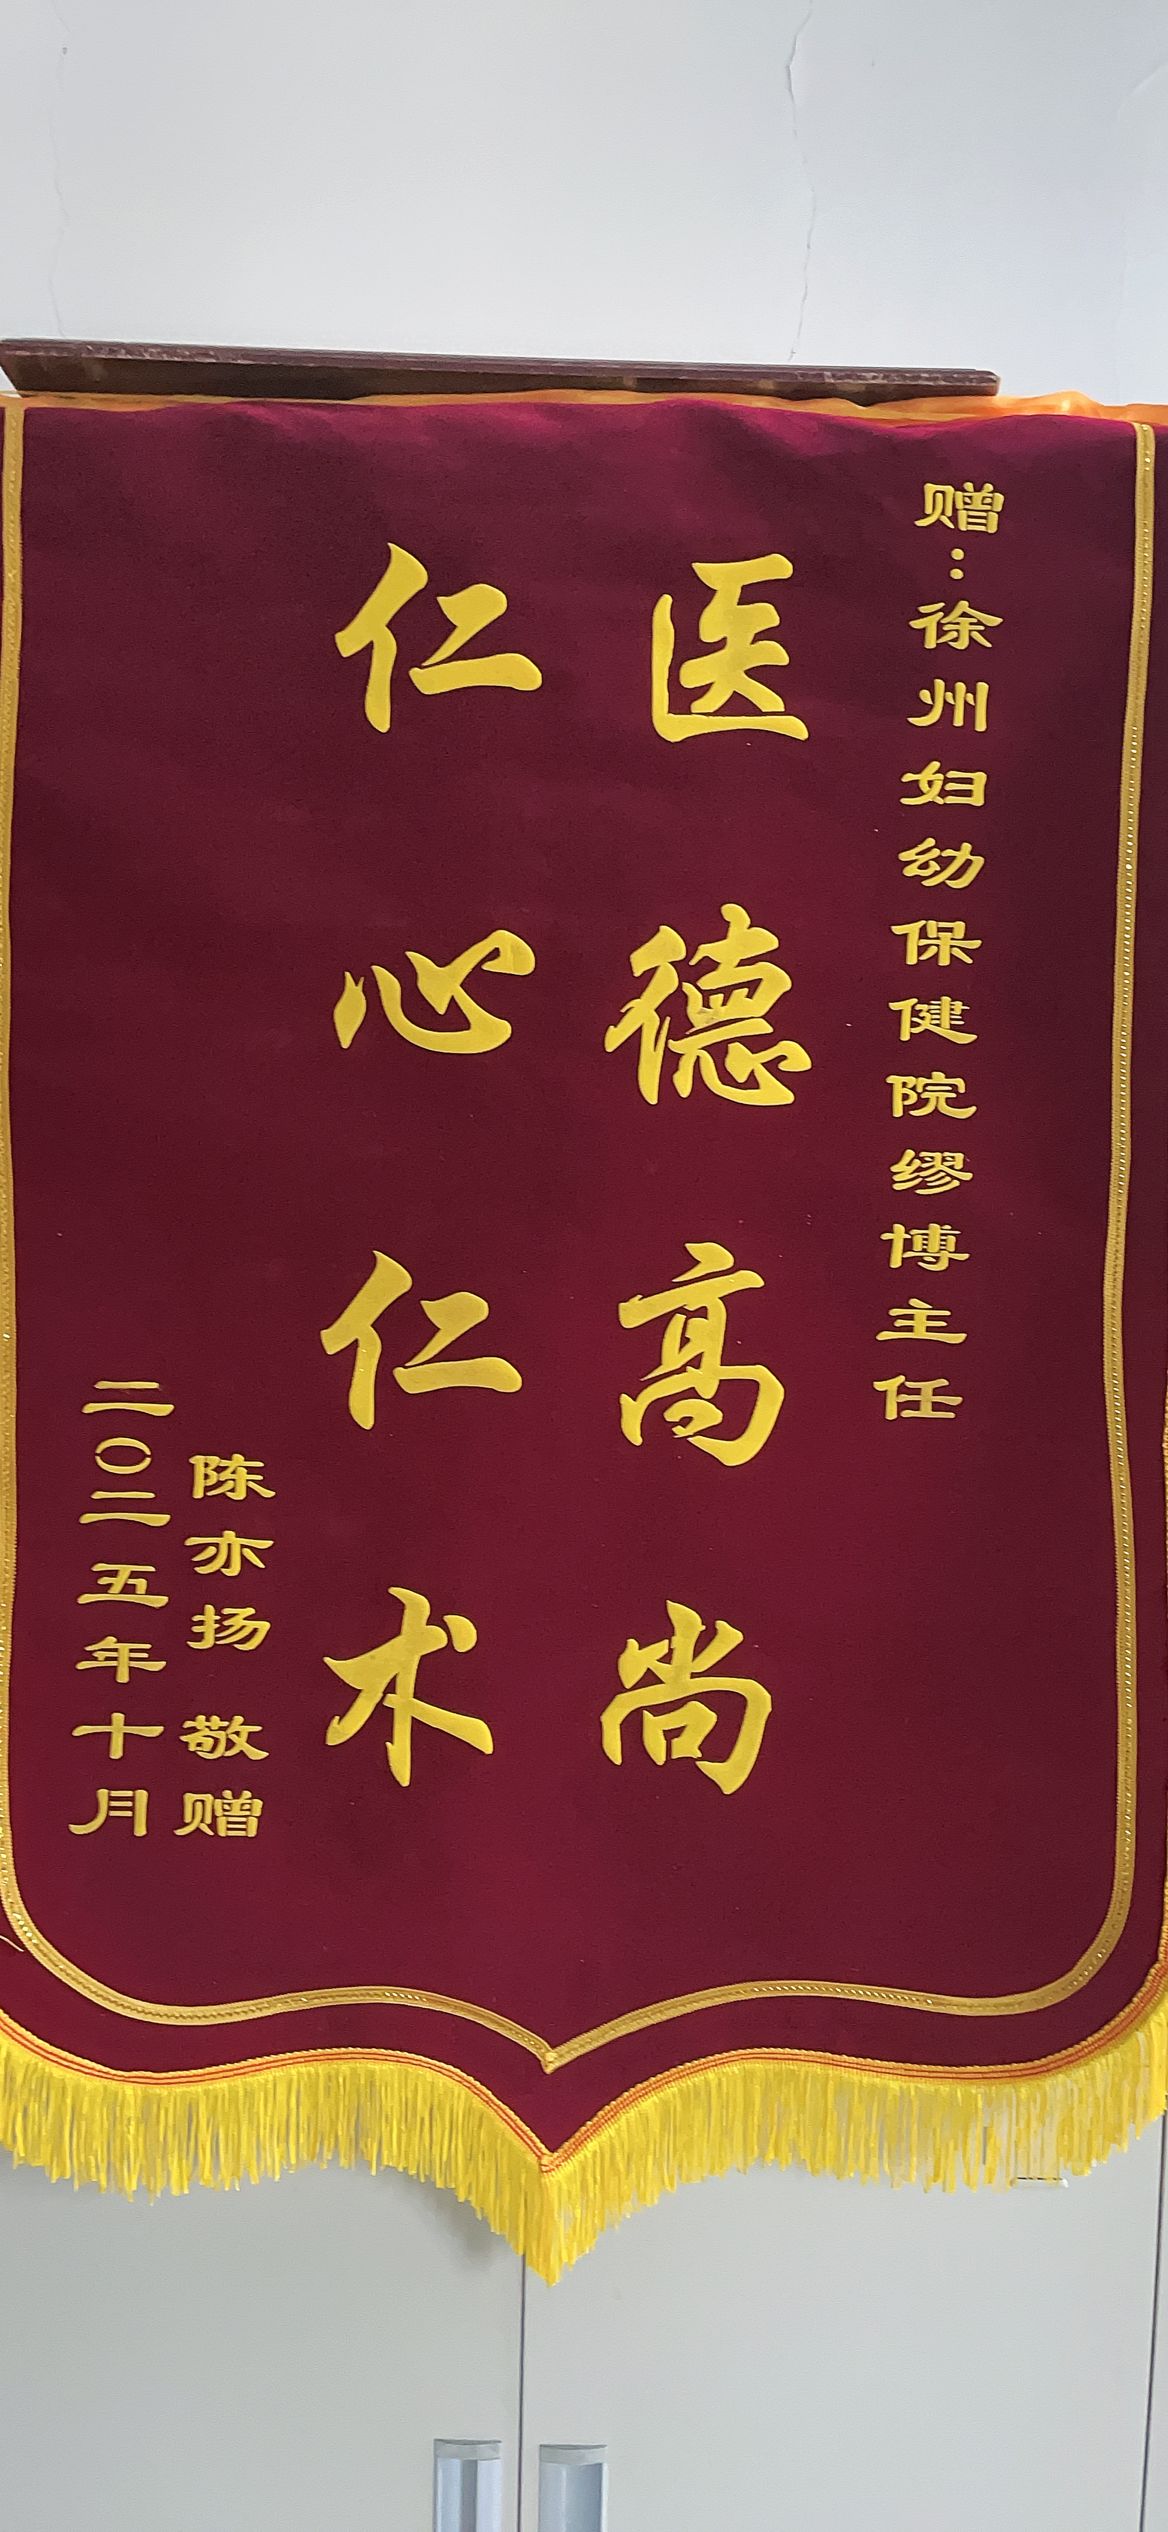 赠：徐州妇幼保健院缪博主任
医德高尚
仁心仁术
陈亦扬 敬赠
二〇二五年十月